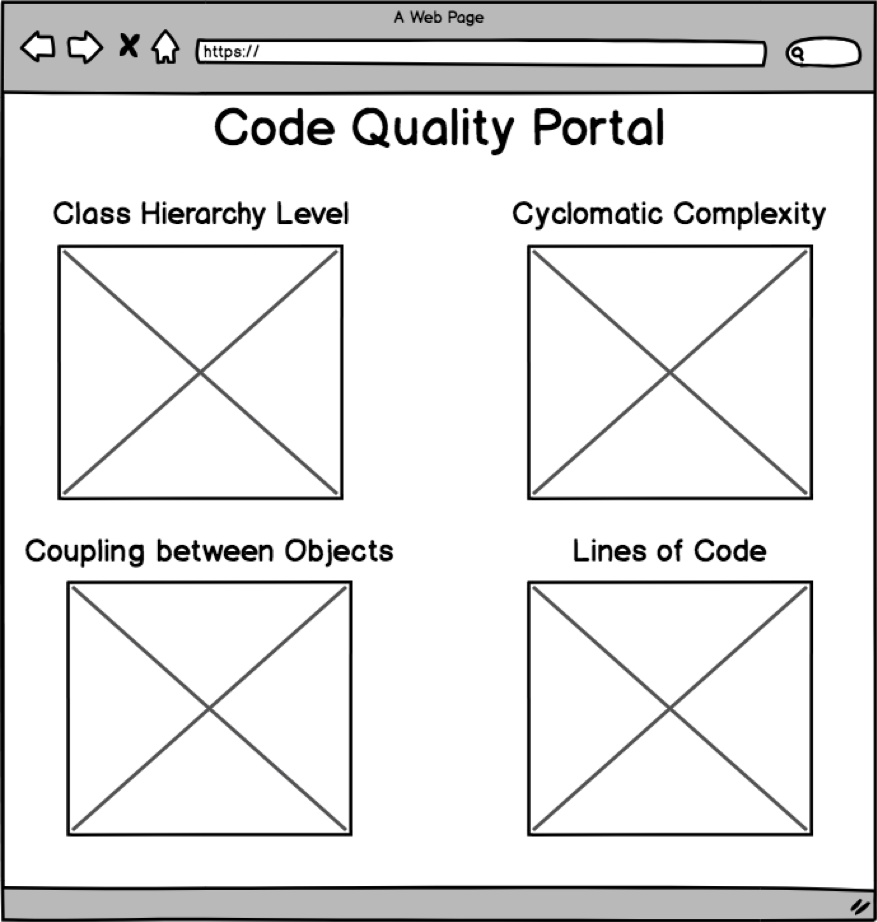 A Web Page
https://
Code Quality Portal
Class Hierarchy Level
Cyclomatic Complexity
Coupling between Objects
Lines of Code